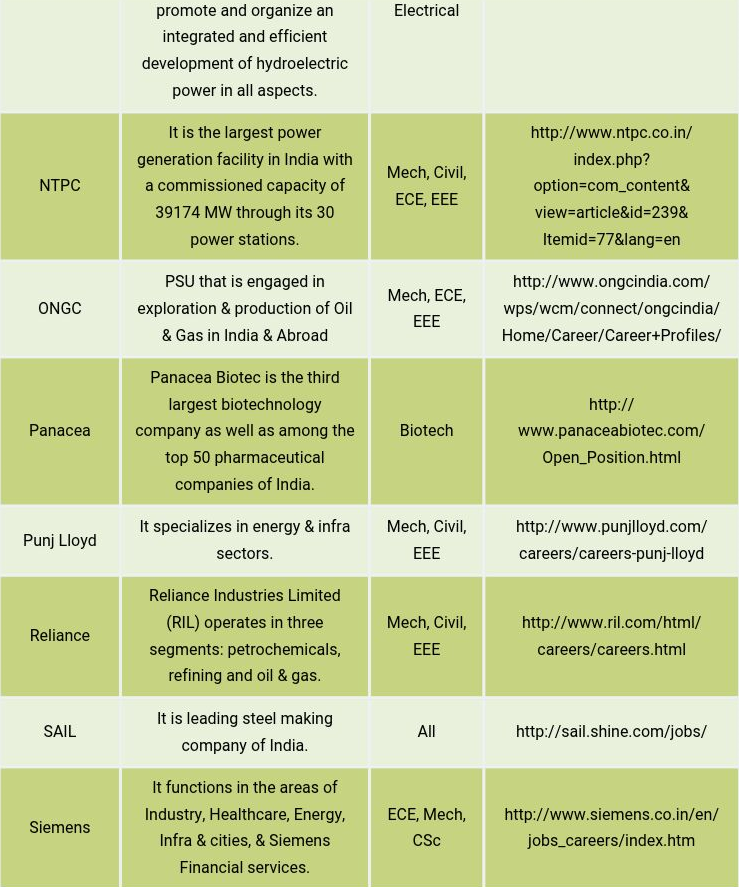 promote and organize an
integrated and efficient
development of hydroelectric
power in all aspects.
Electrical
NTPC
It is the largest power
generation facility in India with
a commissioned capacity of
39174 MW through its 30
power stations.
Mech, Civil,
ECE, EEE
http://www.ntpc.co.in/
index.php?
option=com_content&
view=article&id=239&
Itemid=77&lang=en
ONGC
PSU that is engaged in
exploration & production of Oil
& Gas in India & Abroad
Mech, ECE,
EEE
http://www.ongcindia.com/
wps/wcm/connect/ongcindia/
Home/Career/Career+Profiles/
Panacea
Panacea Biotec is the third
largest biotechnology
company as well as among the
top 50 pharmaceutical
companies of India.
Biotech
http://
www.panaceabiotec.com/
Open_Position.html
Punj Lloyd
It specializes in energy & infra
sectors.
Mech, Civil,
EEE
http://www.punjlloyd.com/
careers/careers-punj-lloyd
Reliance
Reliance Industries Limited
(RIL) operates in three
segments: petrochemicals,
refining and oil & gas.
Mech, Civil,
EEE
http://www.ril.com/html/
careers/careers.html
SAIL
It is leading steel making
company of India.
All
http://sail.shine.com/jobs/
Siemens
It functions in the areas of
Industry, Healthcare, Energy,
Infra & cities, & Siemens
Financial services.
ECE, Mech,
CSc
http://www.siemens.co.in/en/
jobs_careers/index.htm